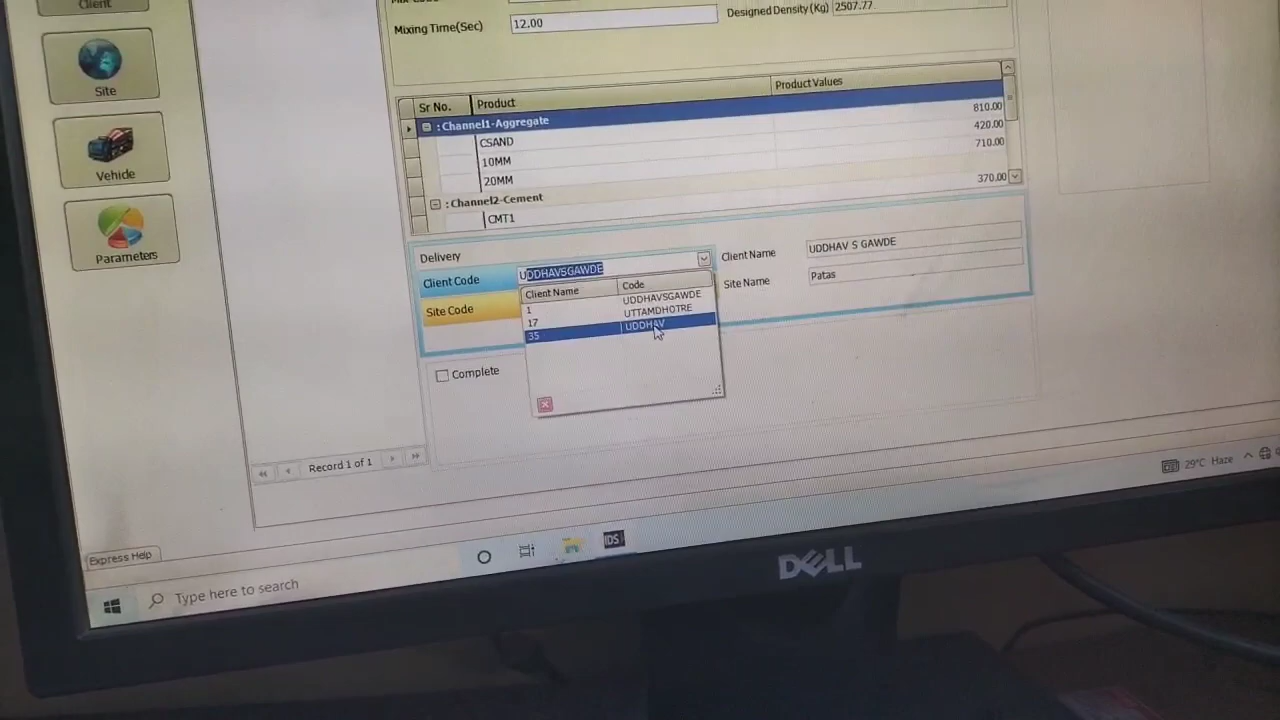 Client
Mixing Time(Sec) 12.00 Designed Density (Kg) 2507.77
Site
Sr No. Product Product Values
:Channel1-Aggregate 810.00
CSAND 420.00
10MM 710.00
20MM
:Channel2-Cement 370.00
CMT1
Vehicle
Parameters
Delivery
Client Code UDDHAVSGAWDE Client Name UDDHAV S GAWDE
Site Code Site Name Patas
Client Name Code
1 UDDHAVSGAWDE
17 UTTAMDHOTRE
35 UDDHAV
Complete
Record 1 of 1
Express Help
29°C Haze
Type here to search
IDS
DELL